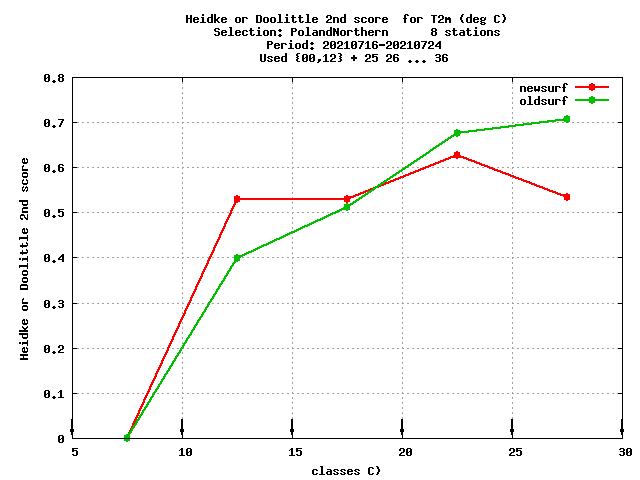 Heidke or Doolittle 2nd score  for T2m (deg C)
Selection: PolandNorthern      8 stations
Period: 20210716-20210724
Used {00,12} + 25 26 ... 36
newsurf
oldsurf
Heidke or Doolittle 2nd score
0.8
0.7
0.6
0.5
0.4
0.3
0.2
0.1
0
5 10 15 20 25 30
classes C)